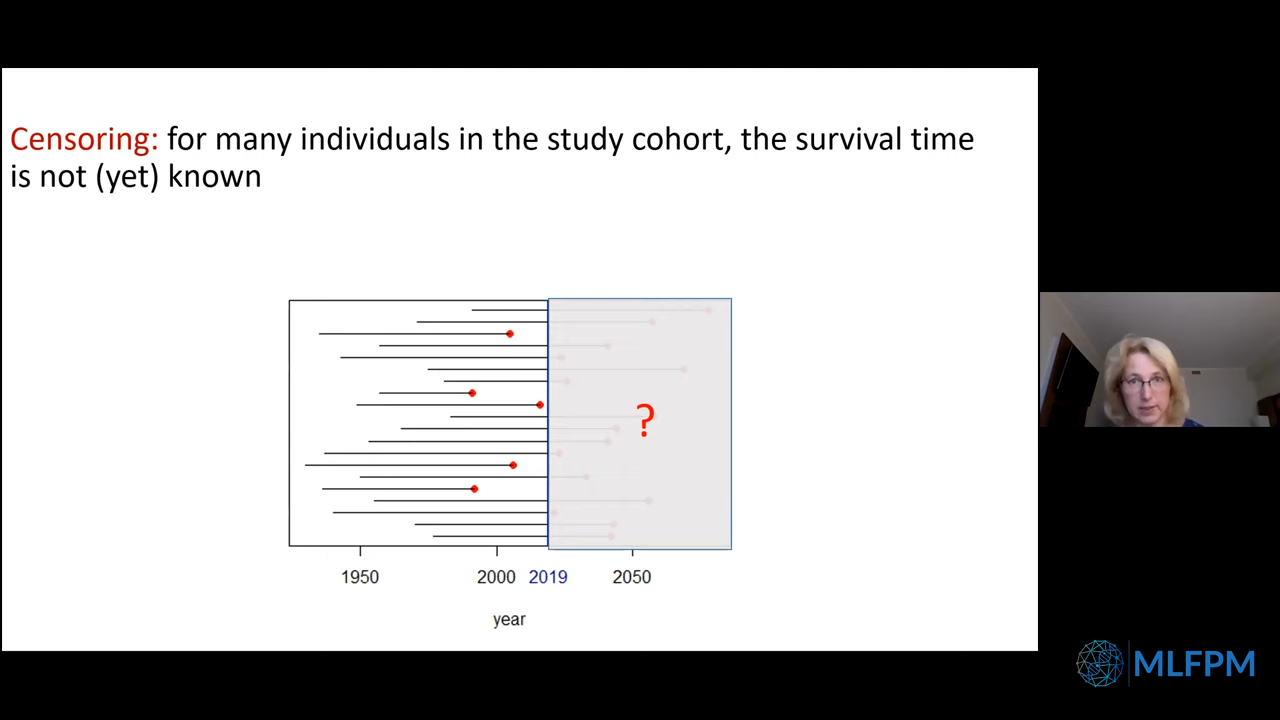 Censoring: for many individuals in the study cohort, the survival time
is not (yet) known
?
1950 2000 2019 2050
year
MLFPM